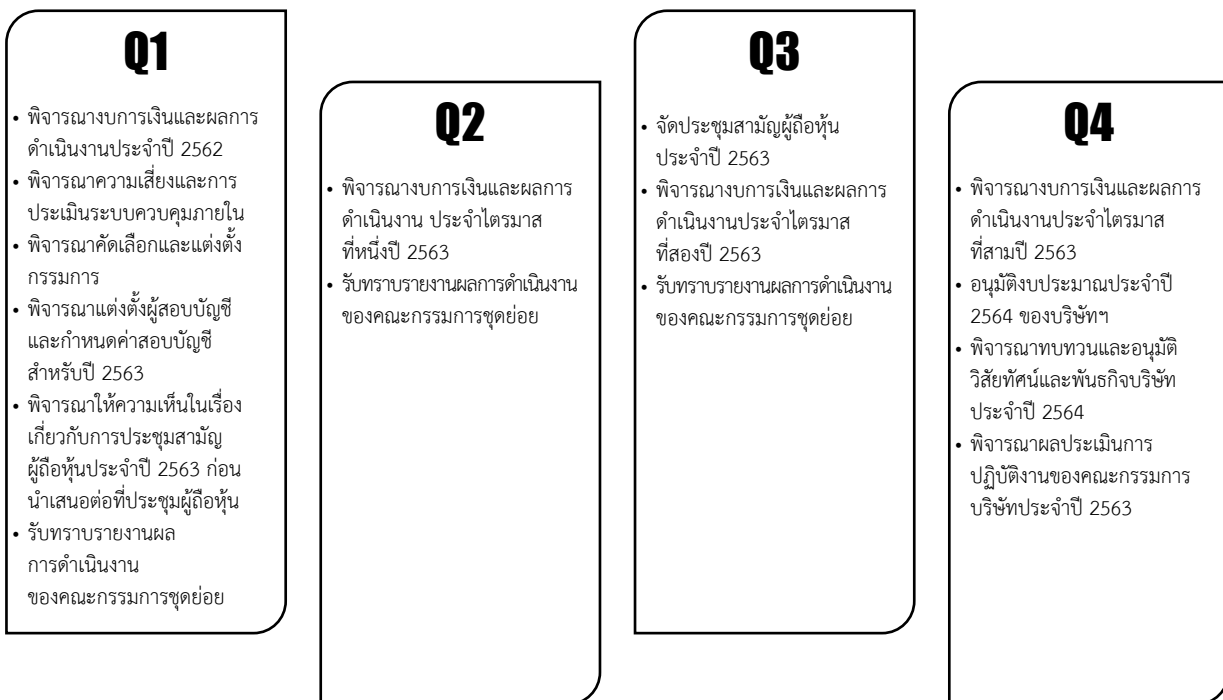 Q1
• พิจารณางบการเงินและผลการ
ดำเนินงานประจำปี 2562
• พิจารณาความเสี่ยงและการ
ประเมินระบบควบคุมภายใน
• พิจารณาคัดเลือกและแต่งตั้ง
กรรมการ
• พิจารณาแต่งตั้งผู้สอบบัญชี
และกำหนดค่าสอบบัญชี
สำหรับปี 2563
• พิจารณาให้ความเห็นในเรื่อง
เกี่ยวกับการประชุมสามัญ
ผู้ถือหุ้นประจำปี 2563 ก่อน
นำเสนอต่อที่ประชุมผู้ถือหุ้น
• รับทราบรายงานผล
การดำเนินงาน
ของคณะกรรมการชุดย่อย
Q2
• พิจารณางบการเงินและผลการ
ดำเนินงาน ประจำไตรมาส
ที่หนึ่งปี 2563
• รับทราบรายงานผลการดำเนินงาน
ของคณะกรรมการชุดย่อย
Q3
• จัดประชุมสามัญผู้ถือหุ้น
ประจำปี 2563
• พิจารณางบการเงินและผลการ
ดำเนินงานประจำไตรมาส
ที่สองปี 2563
• รับทราบรายงานผลการดำเนินงาน
ของคณะกรรมการชุดย่อย
Q4
• พิจารณางบการเงินและผลการ
ดำเนินงานประจำไตรมาส
ที่สามปี 2563
• อนุมัติงบประมาณประจำปี
2564 ของบริษัทฯ
• พิจารณาทบทวนและอนุมัติ
วิสัยทัศน์และพันธกิจบริษัท
ประจำปี 2564
• พิจารณาผลประเมินการ
ปฏิบัติงานของคณะกรรมการ
บริษัทประจำปี 2563